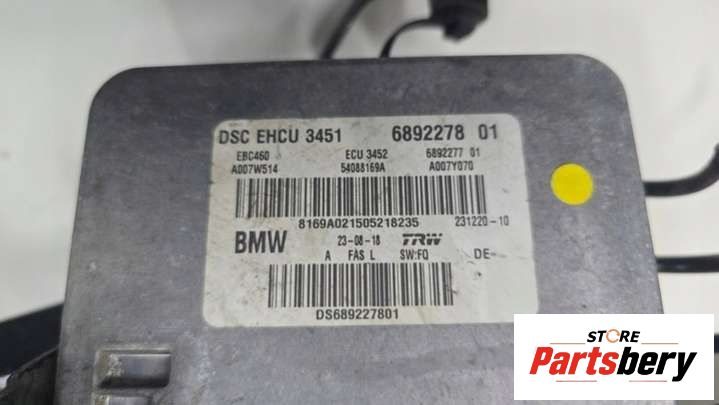 DSC EHCU 3451 6892278 01
EBC460 ECU 3452 6892277 01
A007W514 54088169A A007Y070
8169A021505218235 231220-10
BMW 23-08-18 TRW
A FAS L SW:FQ DE-
DS689227801
STORE
Partsbery